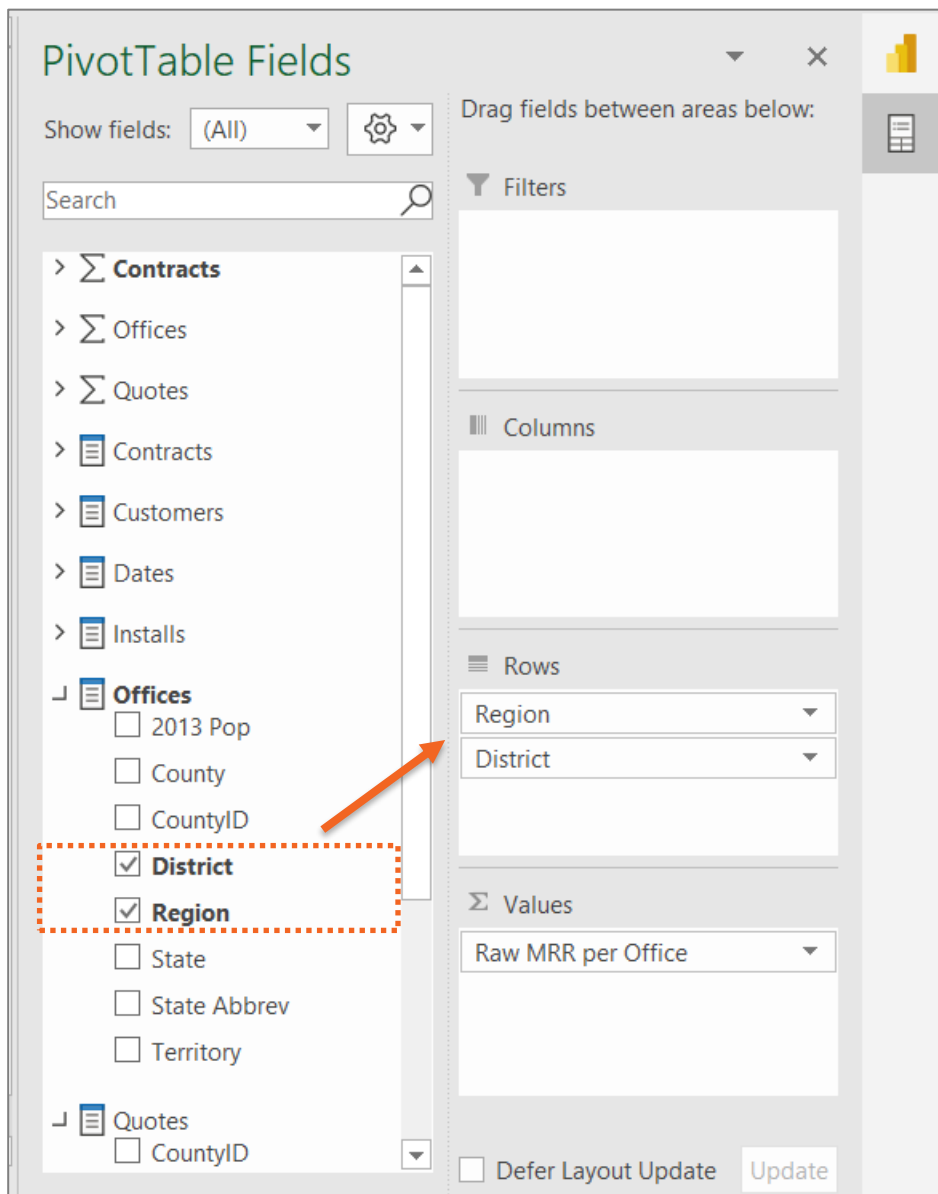 PivotTable Fields
Show fields:
(All)
Search
Contracts
Offices
Quotes
Contracts
Customers
Dates
Installs
Offices
2013 Pop
County
CountyID
District
Region
State
State Abbrev
Territory
Quotes
CountyID
Drag fields between areas below:
Filters
Columns
Rows
Region
District
Σ Values
Raw MRR per Office
Defer Layout Update
Update